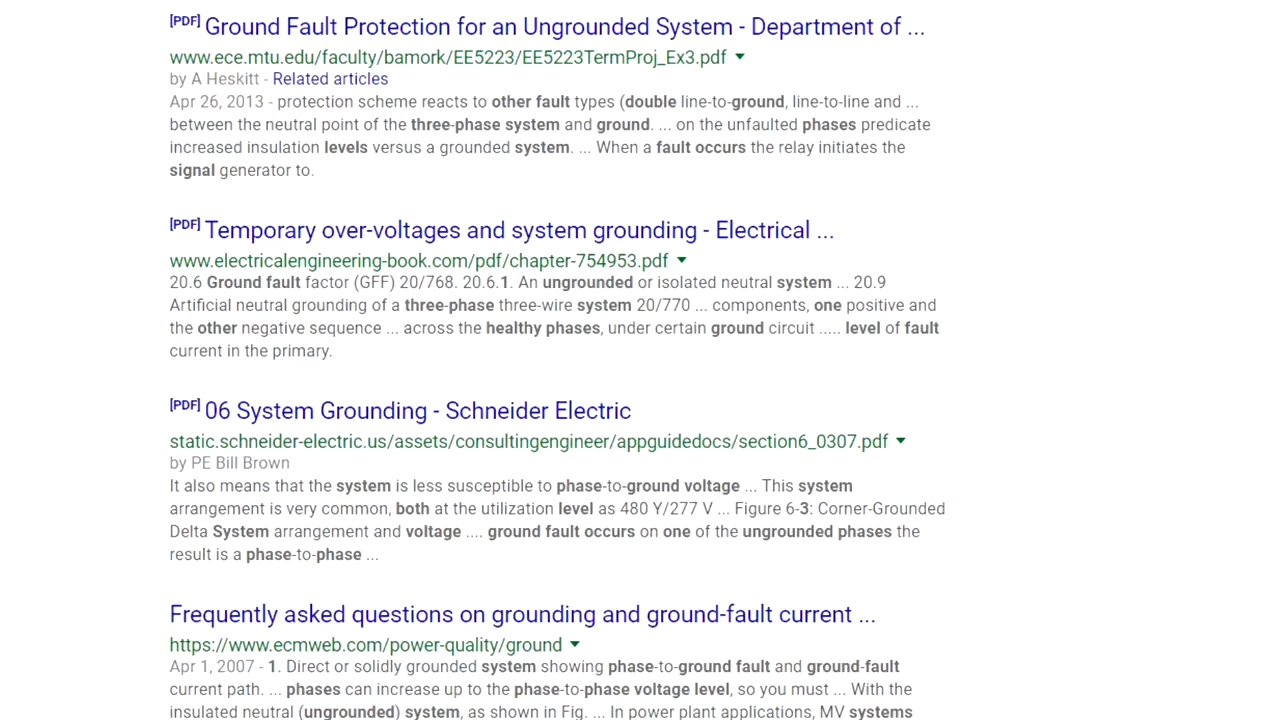 [PDF] Ground Fault Protection for an Ungrounded System - Department of ...
www.ece.mtu.edu/faculty/bamork/EE5223/EE5223TermProj_Ex3.pdf
by A Heskitt - Related articles
Apr 26, 2013 - protection scheme reacts to other fault types (double line-to-ground, line-to-line and ...
between the neutral point of the three-phase system and ground. ... on the unfaulted phases predicate
increased insulation levels versus a grounded system. ... When a fault occurs the relay initiates the
signal generator to.
[PDF] Temporary over-voltages and system grounding - Electrical ...
www.electricalengineering-book.com/pdf/chapter-754953.pdf
20.6 Ground fault factor (GFF) 20/768. 20.6.1. An ungrounded or isolated neutral system ... 20.9
Artificial neutral grounding of a three-phase three-wire system 20/770 ... components, one positive and
the other negative sequence ... across the healthy phases, under certain ground circuit ..... level of fault
current in the primary.
[PDF] 06 System Grounding - Schneider Electric
static.schneider-electric.us/assets/consultingengineer/appguidedocs/section6_0307.pdf
by PE Bill Brown
It also means that the system is less susceptible to phase-to-ground voltage ... This system
arrangement is very common, both at the utilization level as 480 Y/277 V ... Figure 6-3: Corner-Grounded
Delta System arrangement and voltage .... ground fault occurs on one of the ungrounded phases the
result is a phase-to-phase ...
Frequently asked questions on grounding and ground-fault current ...
https://www.ecmweb.com/power-quality/ground
Apr 1, 2007 - 1. Direct or solidly grounded system showing phase-to-ground fault and ground-fault
current path. ... phases can increase up to the phase-to-phase voltage level, so you must ... With the
insulated neutral (ungrounded) system, as shown in Fig. ... In power plant applications, MV systems